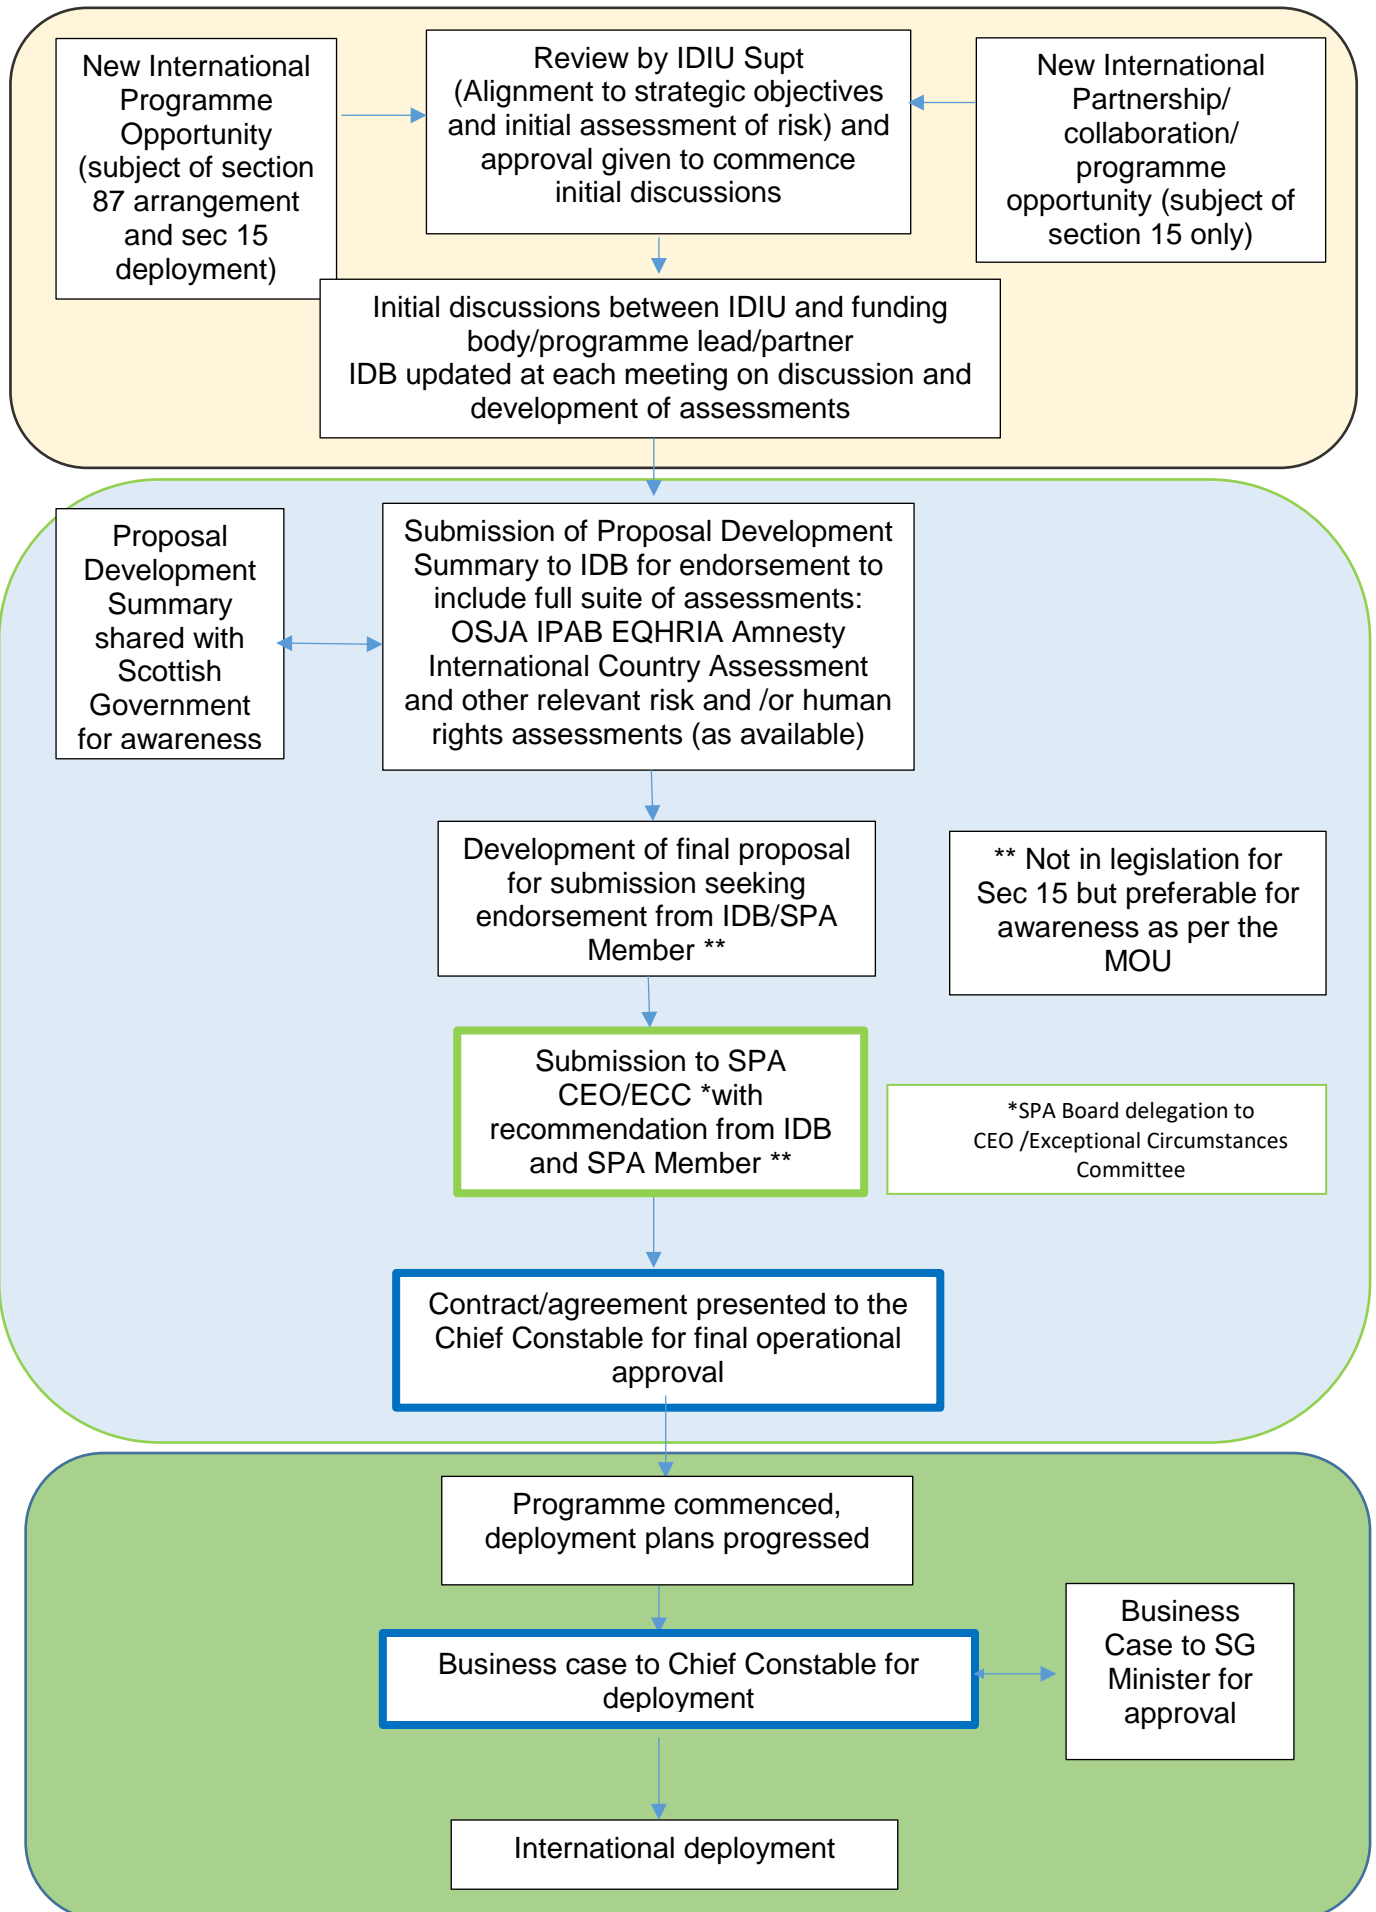 New International
Programme
Opportunity
(subject of section
87 arrangement
and sec 15
deployment)
Review by IDIU Supt
(Alignment to strategic objectives
and initial assessment of risk) and
approval given to commence
initial discussions
New International
Partnership/
collaboration/
programme
opportunity (subject of
section 15 only)
Initial discussions between IDIU and funding
body/programme lead/partner
IDB updated at each meeting on discussion and
development of assessments
Proposal
Development
Summary
shared with
Scottish
Government
for awareness
Submission of Proposal Development
Summary to IDB for endorsement to
include full suite of assessments:
OSJA IPAB EQHRIA Amnesty
International Country Assessment
and other relevant risk and /or human
rights assessments (as available)
Development of final proposal
for submission seeking
endorsement from IDB/SPA
Member **
** Not in legislation for
Sec 15 but preferable for
awareness as per the
MOU
Submission to SPA
CEO/ECC *with
recommendation from IDB
and SPA Member **
*SPA Board delegation to
CEO /Exceptional Circumstances
Committee
Contract/agreement presented to the
Chief Constable for final operational
approval
Programme commenced,
deployment plans progressed
Business case to Chief Constable for
deployment
Business
Case to SG
Minister for
approval
International deployment